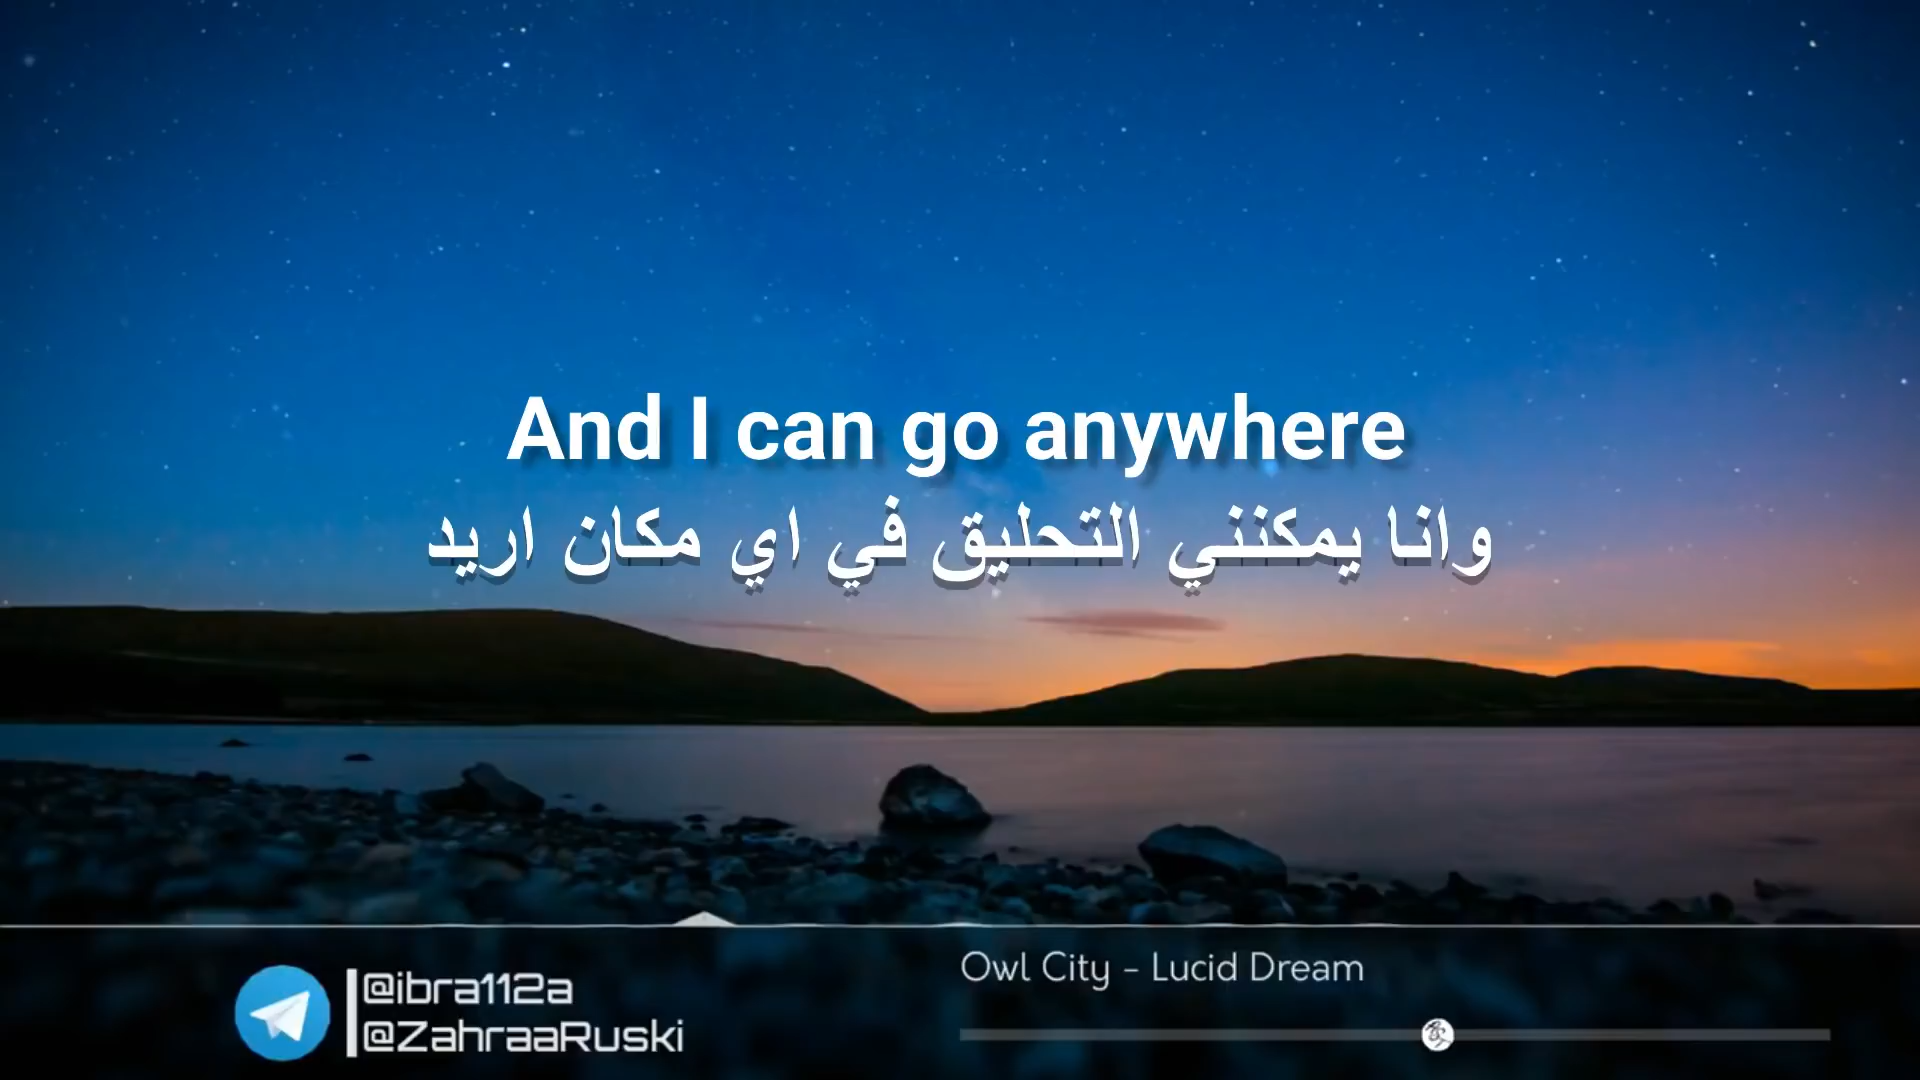 And I can go anywhere
وانا يمكنني التحليق في اي مكان اريد
Owl City - Lucid Dream
@ibra112a
@ZahraaRuski